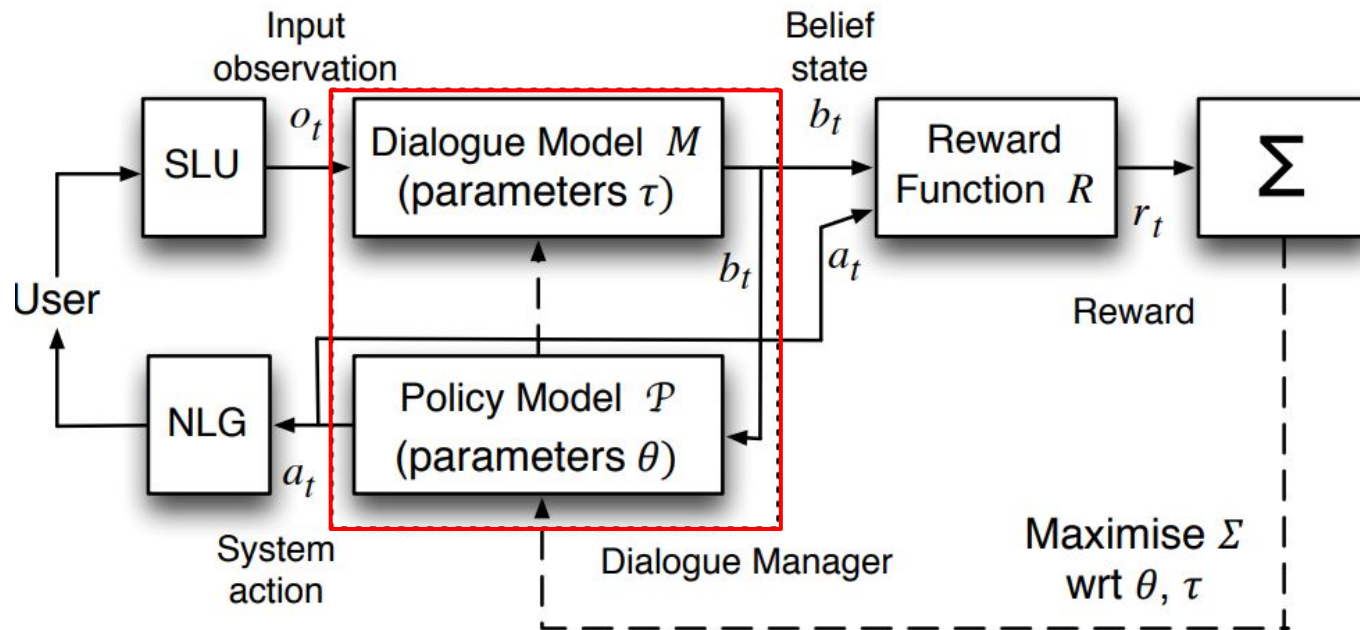 Input
observation
Belief
state
SLU
o_t
Dialogue Model M
(parameters τ)
b_t
Reward
Function R
r_t
Σ
b_t
a_t
User
Reward
NLG
a_t
Policy Model 𝒫
(parameters θ)
System
action
Dialogue Manager
Maximise Σ
wrt θ, τ